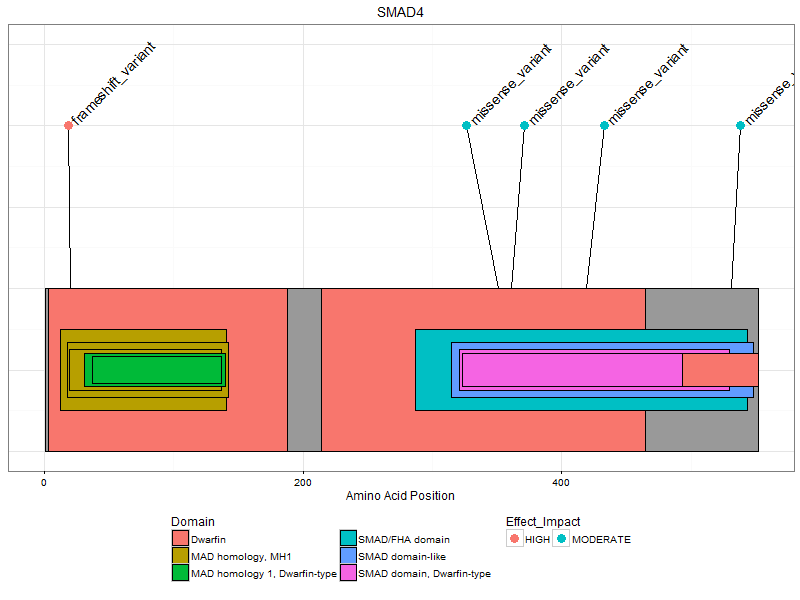 SMAD4
frameshift_variant
missense_variant
missense_variant
missense_variant
missense_
0
200
400
Amino Acid Position
Domain
Dwarfin
MAD homology, MH1
MAD homology 1, Dwarfin-type
SMAD/FHA domain
SMAD domain-like
SMAD domain, Dwarfin-type
Effect_Impact
HIGH
MODERATE